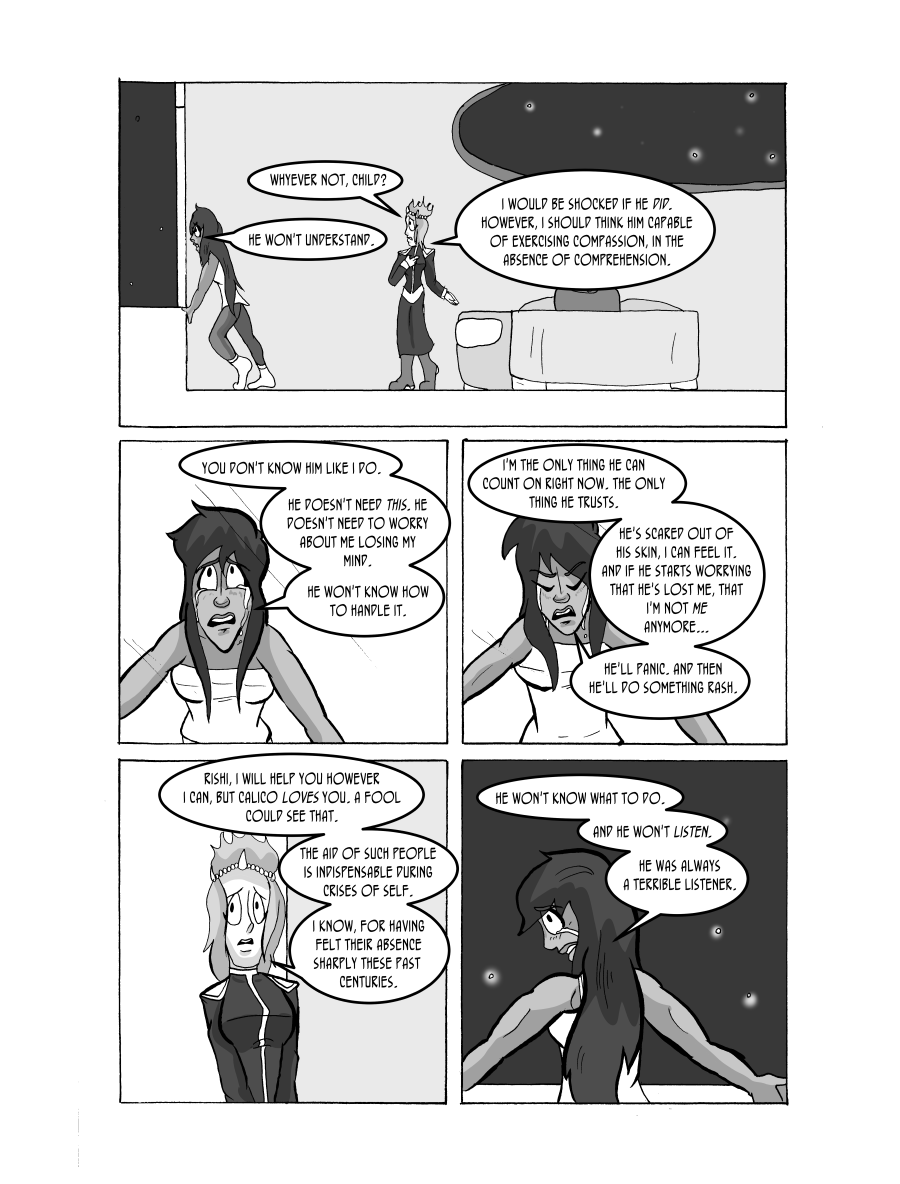 WHYEVER NOT, CHILD?
HE WON'T UNDERSTAND.
I WOULD BE SHOCKED IF HE DID.
HOWEVER, I SHOULD THINK HIM CAPABLE
OF EXERCISING COMPASSION, IN THE
ABSENCE OF COMPREHENSION.
YOU DON'T KNOW HIM LIKE I DO.
HE DOESN'T NEED THIS. HE
DOESN'T NEED TO WORRY
ABOUT ME LOSING MY
MIND.
HE WON'T KNOW HOW
TO HANDLE IT.
I'M THE ONLY THING HE CAN
COUNT ON RIGHT NOW. THE ONLY
THING HE TRUSTS.
HE'S SCARED OUT OF
HIS SKIN, I CAN FEEL IT.
AND IF HE STARTS WORRYING
THAT HE'S LOST ME, THAT
I'M NOT ME
ANYMORE...
HE'LL PANIC. AND THEN
HE'LL DO SOMETHING RASH.
RISHI, I WILL HELP YOU HOWEVER
I CAN, BUT CALICO LOVES YOU. A FOOL
COULD SEE THAT.
THE AID OF SUCH PEOPLE
IS INDISPENSABLE DURING
CRISES OF SELF.
I KNOW, FOR HAVING
FELT THEIR ABSENCE
SHARPLY THESE PAST
CENTURIES.
HE WON'T KNOW WHAT TO DO.
AND HE WON'T LISTEN.
HE WAS ALWAYS
A TERRIBLE LISTENER.